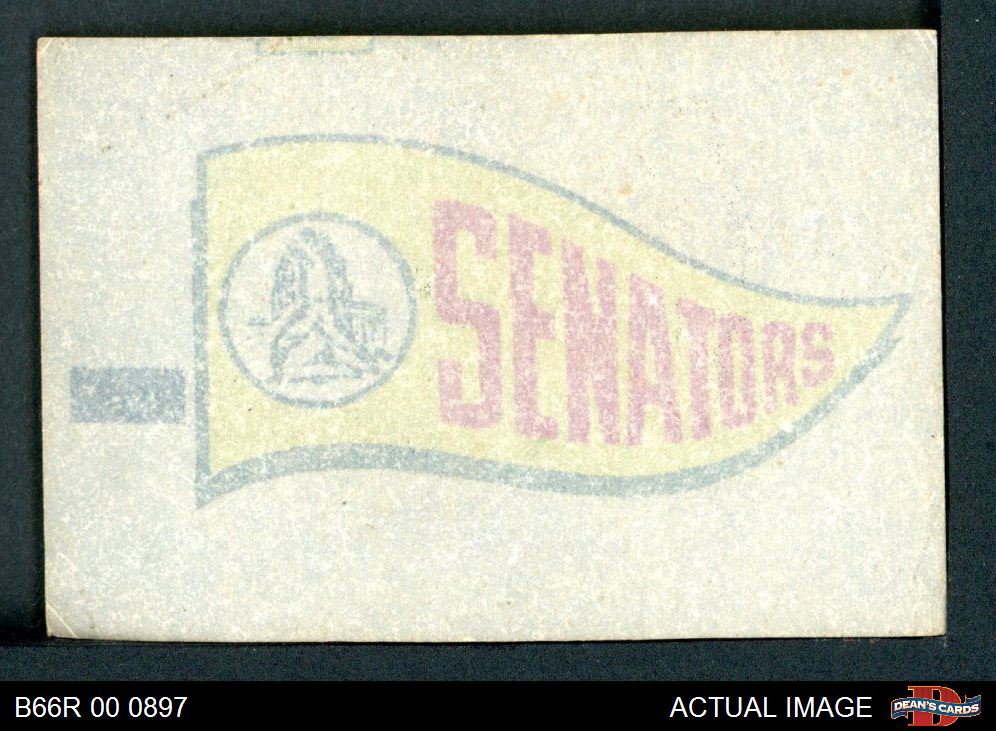 SENATORS
B66R 00 0897
ACTUAL IMAGE
DEAN'S CARDS